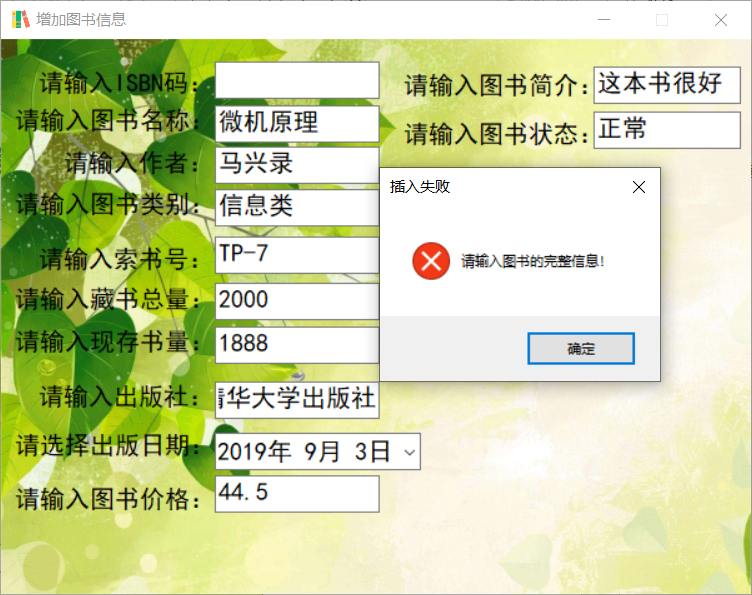 增加图书信息
请输入ISBN码：
请输入图书名称： 微机原理
请输入作者： 马兴录
请输入图书类别： 信息类
请输入索书号： TP-7
请输入藏书总量： 2000
请输入现存书量： 1888
请输入出版社： 清华大学出版社
请选择出版日期： 2019年 9月 3日
请输入图书价格： 44.5
请输入图书简介： 这本书很好
请输入图书状态： 正常
插入失败
请输入图书的完整信息!
确定